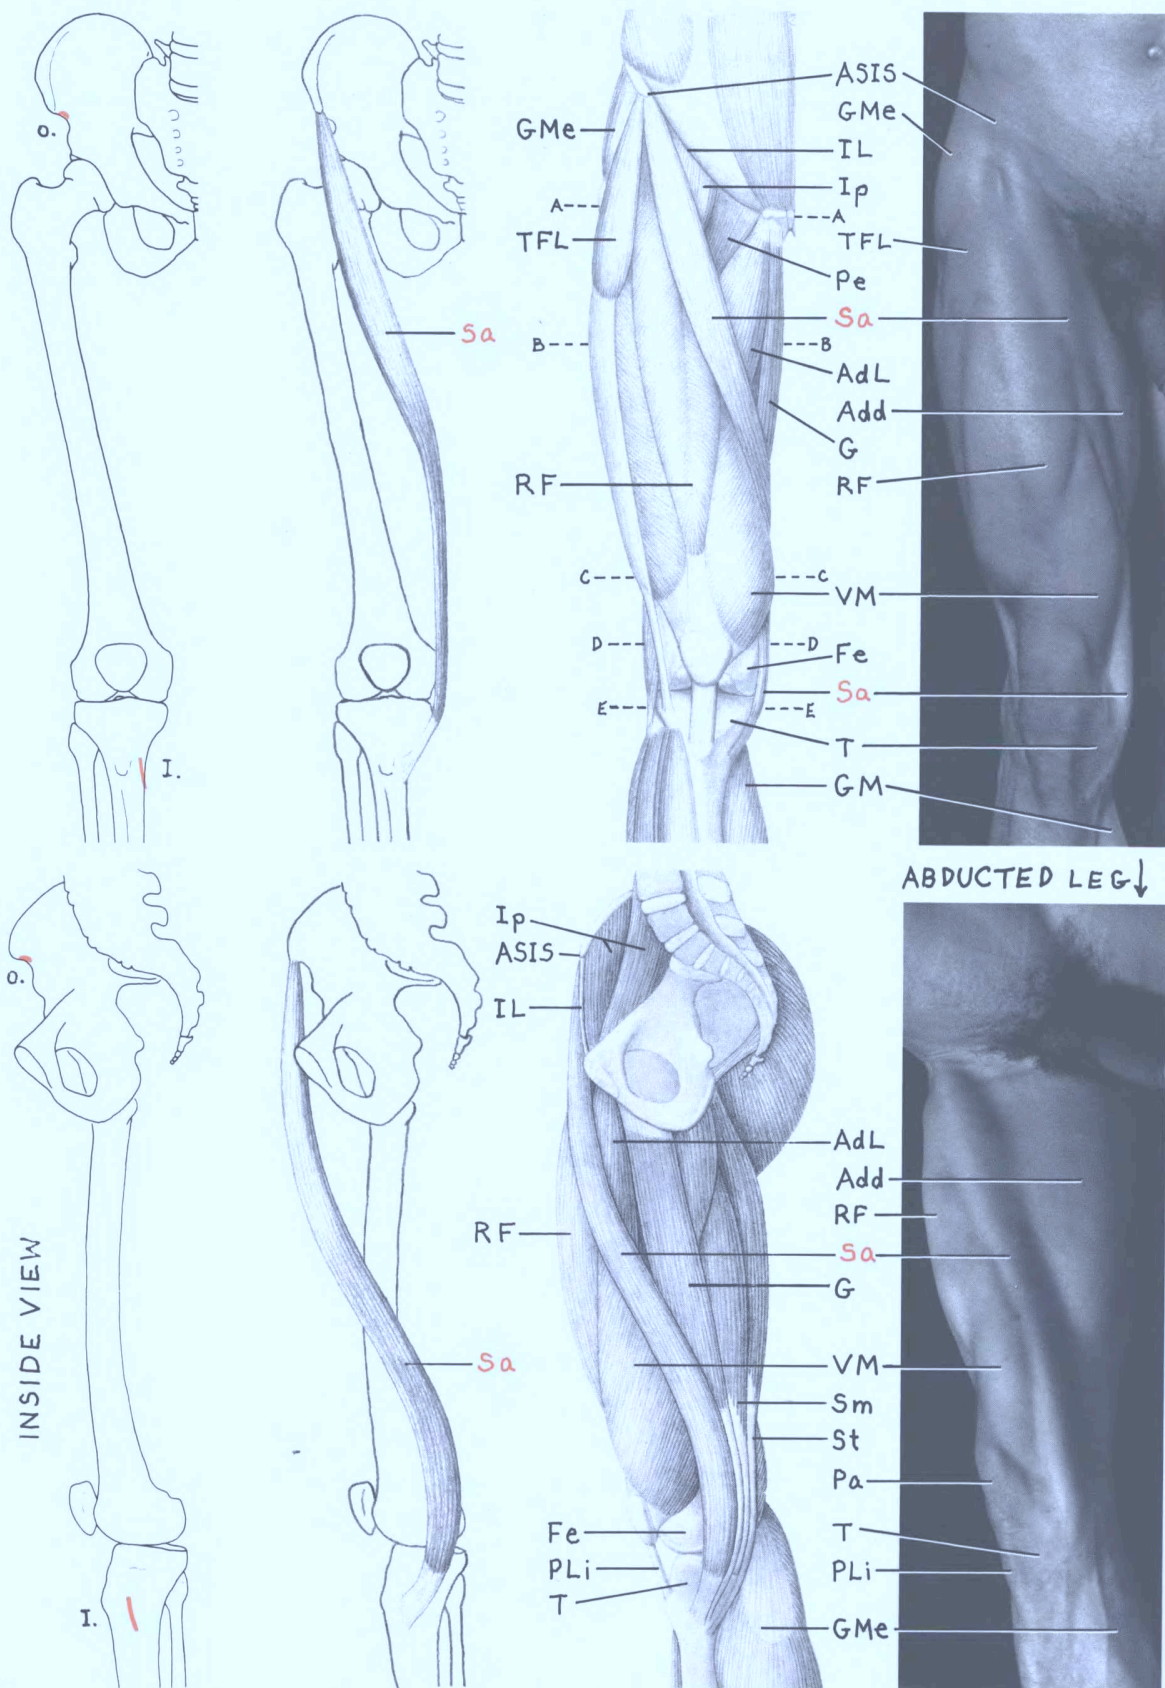 ASIS
GMe
GMe
IL
O.
Ip
A
A
TFL
TFL
Pe
Sa
Sa
B
B
AdL
Add
G
RF
RF
C
C
VM
D
D
Fe
Sa
E
E
T
I.
GM
ABDUCTED LEG↓
Ip
ASIS
O.
IL
AdL
Add
RF
RF
Sa
G
INSIDE VIEW
Sa
VM
Sm
St
Pa
Fe
T
PLi
PLi
T
I.
GMe